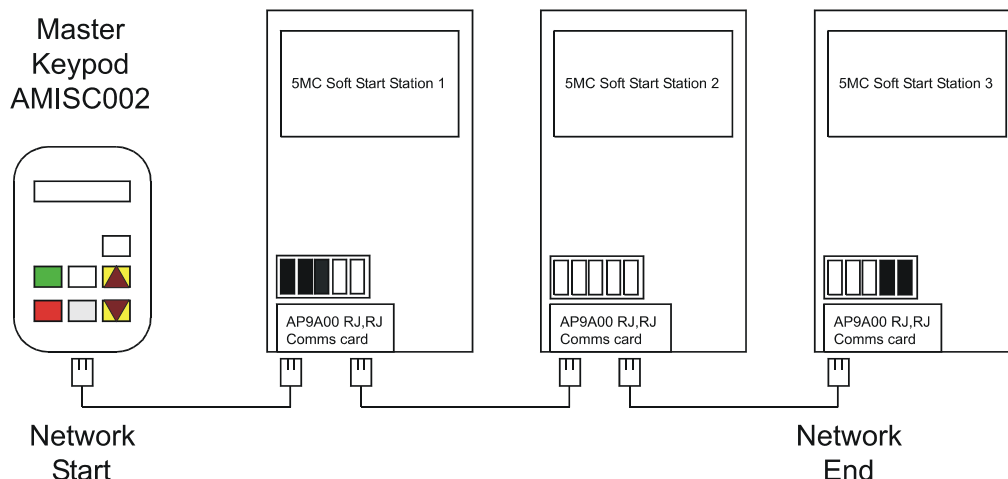 Master
Keypod
AMISC002
5MC Soft Start Station 1
5MC Soft Start Station 2
5MC Soft Start Station 3
AP9A00 RJ,RJ
Comms card
AP9A00 RJ,RJ
Comms card
AP9A00 RJ,RJ
Comms card
Network
Start
Network
End